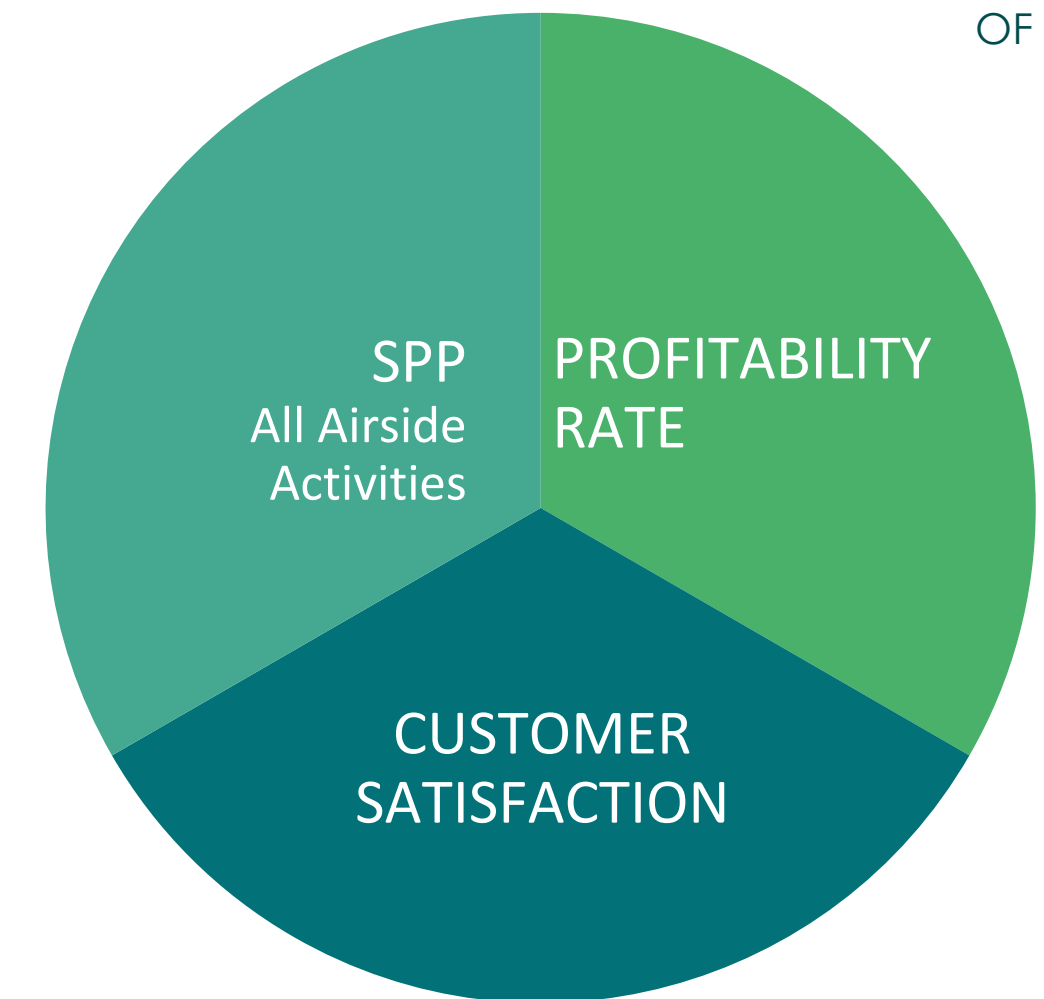 OF
SPP
All Airside
Activities
PROFITABILITY
RATE
CUSTOMER
SATISFACTION